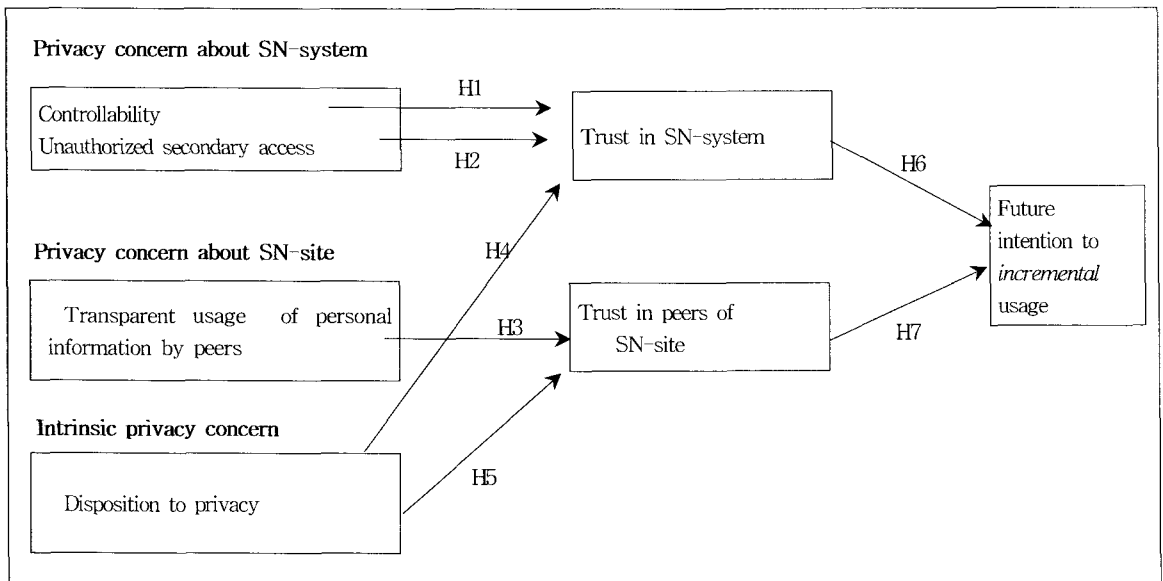 Privacy concern about SN-system
Controllability
Unauthorized secondary access
H1
H2
Trust in SN-system
H6
Future
intention to
incremental
usage
H4
Privacy concern about SN-site
Transparent usage of personal
information by peers
H3
Trust in peers of
SN-site
H7
Intrinsic privacy concern
Disposition to privacy
H5